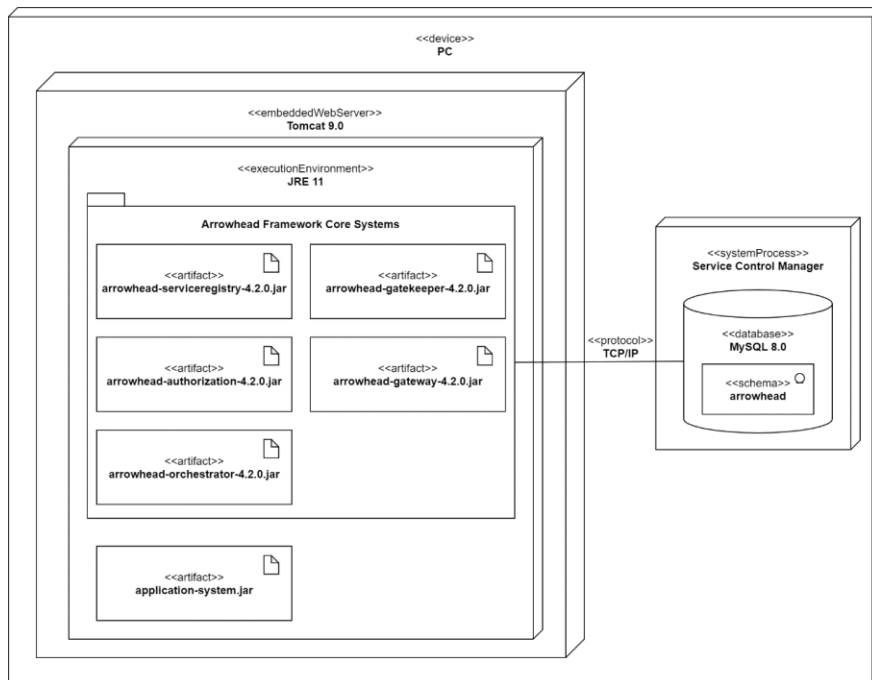 <<device>>
PC
<<embeddedWebServer>>
Tomcat 9.0
<<executionEnvironment>>
JRE 11
Arrowhead Framework Core Systems
<<artifact>>
arrowhead-serviceregistry-4.2.0.jar
<<artifact>>
arrowhead-gatekeeper-4.2.0.jar
<<artifact>>
arrowhead-authorization-4.2.0.jar
<<artifact>>
arrowhead-gateway-4.2.0.jar
<<artifact>>
arrowhead-orchestrator-4.2.0.jar
<<artifact>>
application-system.jar
<<protocol>>
TCP/IP
<<systemProcess>>
Service Control Manager
<<database>>
MySQL 8.0
<<schema>>
arrowhead